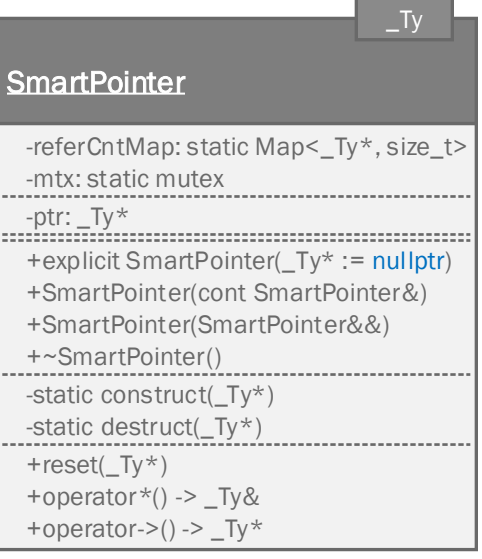 _Ty
SmartPointer
-referCntMap: static Map<_Ty*, size_t>
-mtx: static mutex
-ptr: _Ty*
+explicit SmartPointer(_Ty* := nullptr)
+SmartPointer(cont SmartPointer&)
+SmartPointer(SmartPointer&&)
+~SmartPointer()
-static construct(_Ty*)
-static destruct(_Ty*)
+reset(_Ty*)
+operator*() -> _Ty&
+operator->() -> _Ty*